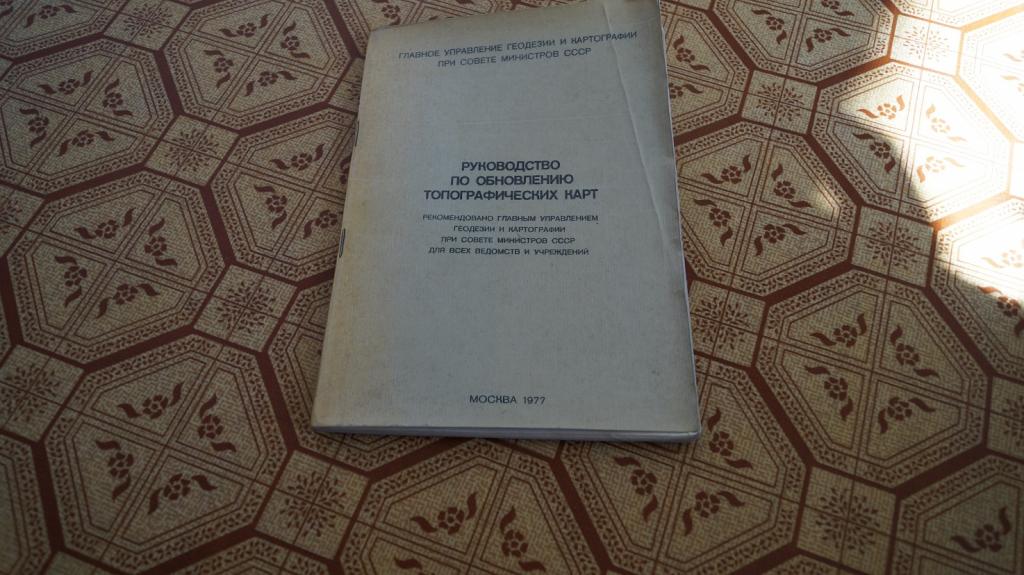 ГЛАВНОЕ УПРАВЛЕНИЕ ГЕОДЕЗИИ И КАРТОГРАФИИ
ПРИ СОВЕТЕ МИНИСТРОВ СССР
РУКОВОДСТВО
ПО ОБНОВЛЕНИЮ
ТОПОГРАФИЧЕСКИХ КАРТ
РЕКОМЕНДОВАНО ГЛАВНЫМ УПРАВЛЕНИЕМ
ГЕОДЕЗИИ И КАРТОГРАФИИ
ПРИ СОВЕТЕ МИНИСТРОВ СССР
ДЛЯ ВСЕХ ВЕДОМСТВ И УЧРЕЖДЕНИЙ
МОСКВА 1977